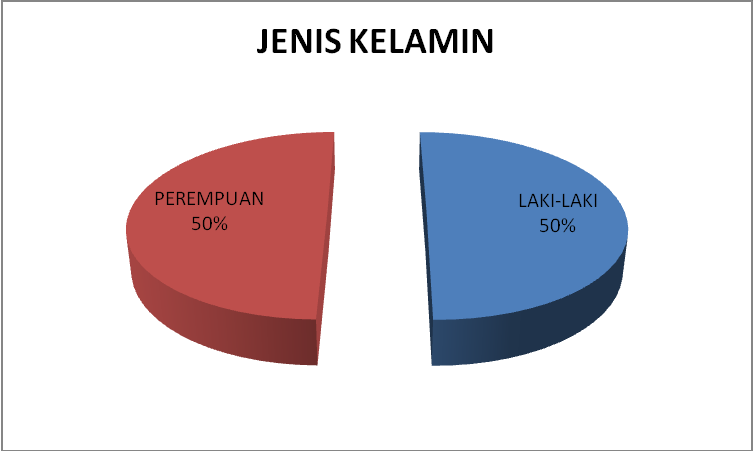 JENIS KELAMIN
PEREMPUAN
50%
LAKI-LAKI
50%